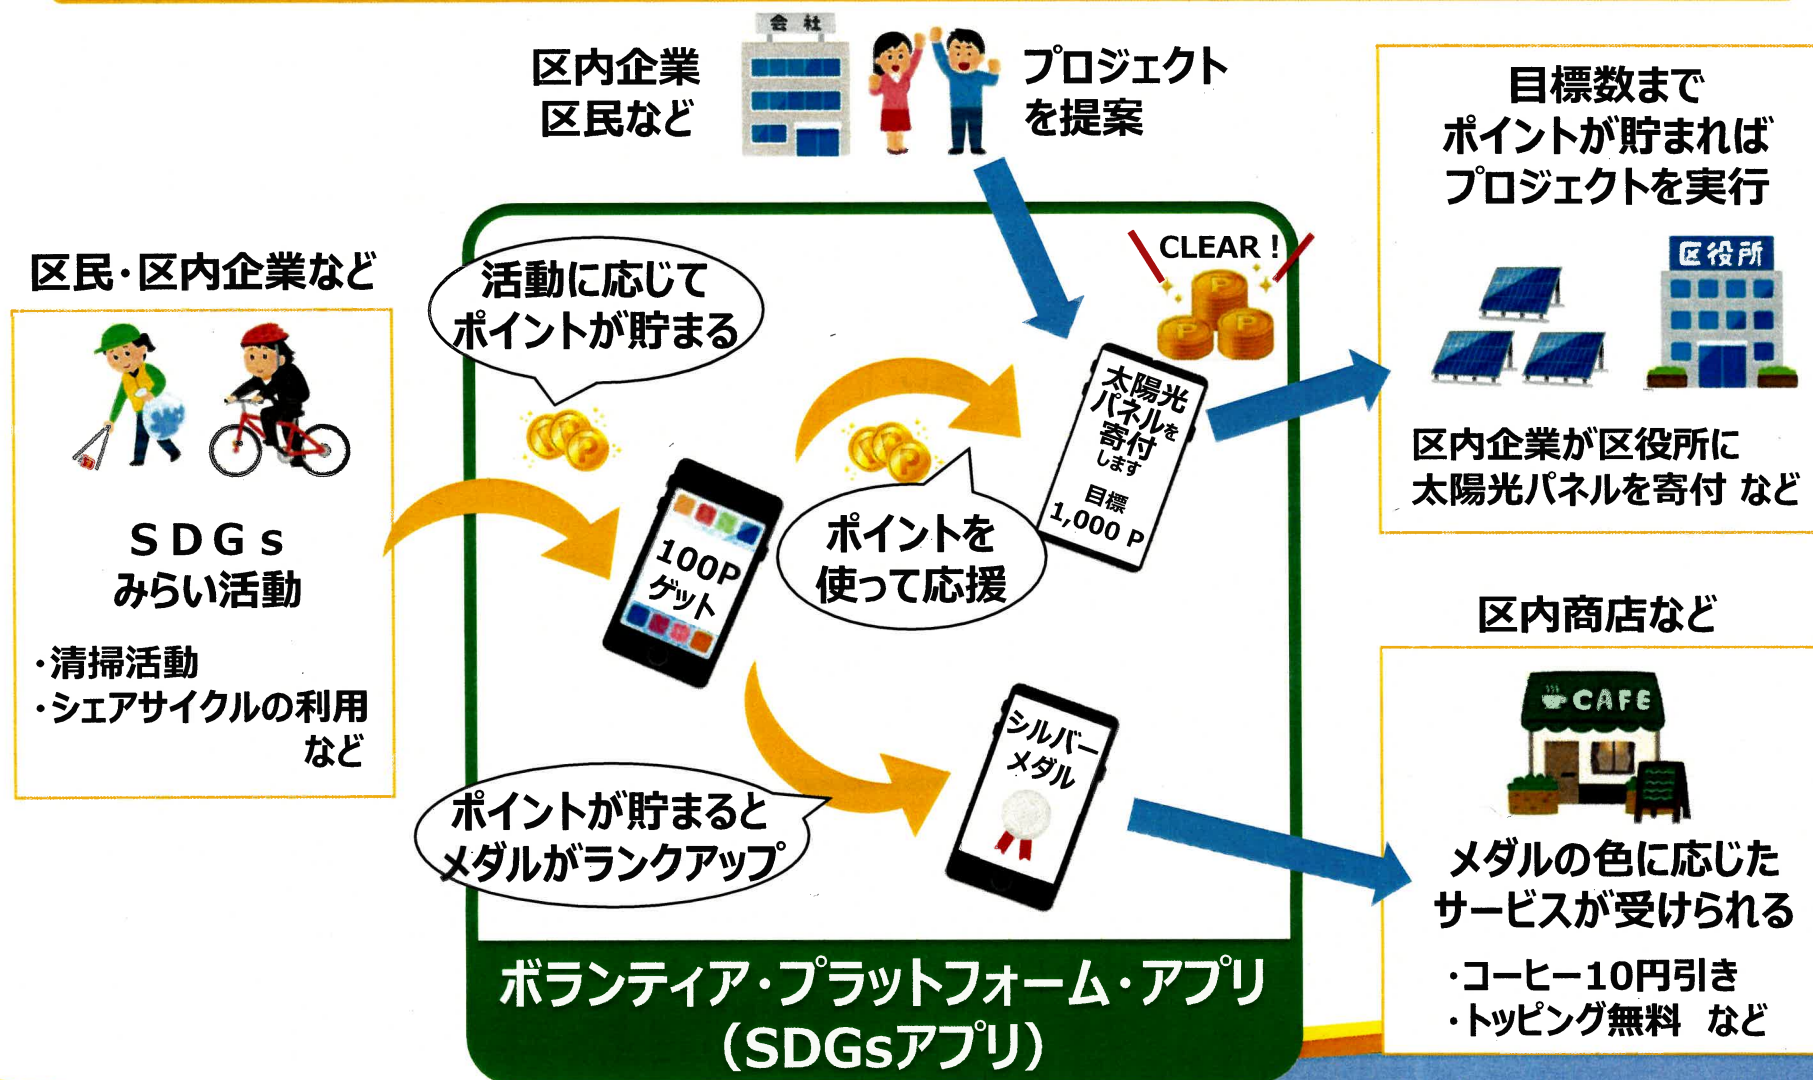 会社
区内企業
区民など
プロジェクト
を提案
目標数まで
ポイントが貯まれば
プロジェクトを実行
区役所
区内企業が区役所に
太陽光パネルを寄付 など
区民・区内企業など
SDGs
みらい活動
・清掃活動
・シェアサイクルの利用
など
活動に応じて
ポイントが貯まる
CLEAR!
太陽光
パネルを
寄付
します
目標
1,000 P
100P
ゲット
ポイントを
使って応援
シルバー
メダル
ポイントが貯まると
メダルがランクアップ
区内商店など
CAFE
メダルの色に応じた
サービスが受けられる
・コーヒー10円引き
・トッピング無料 など
ボランティア・プラットフォーム・アプリ
(SDGsアプリ)